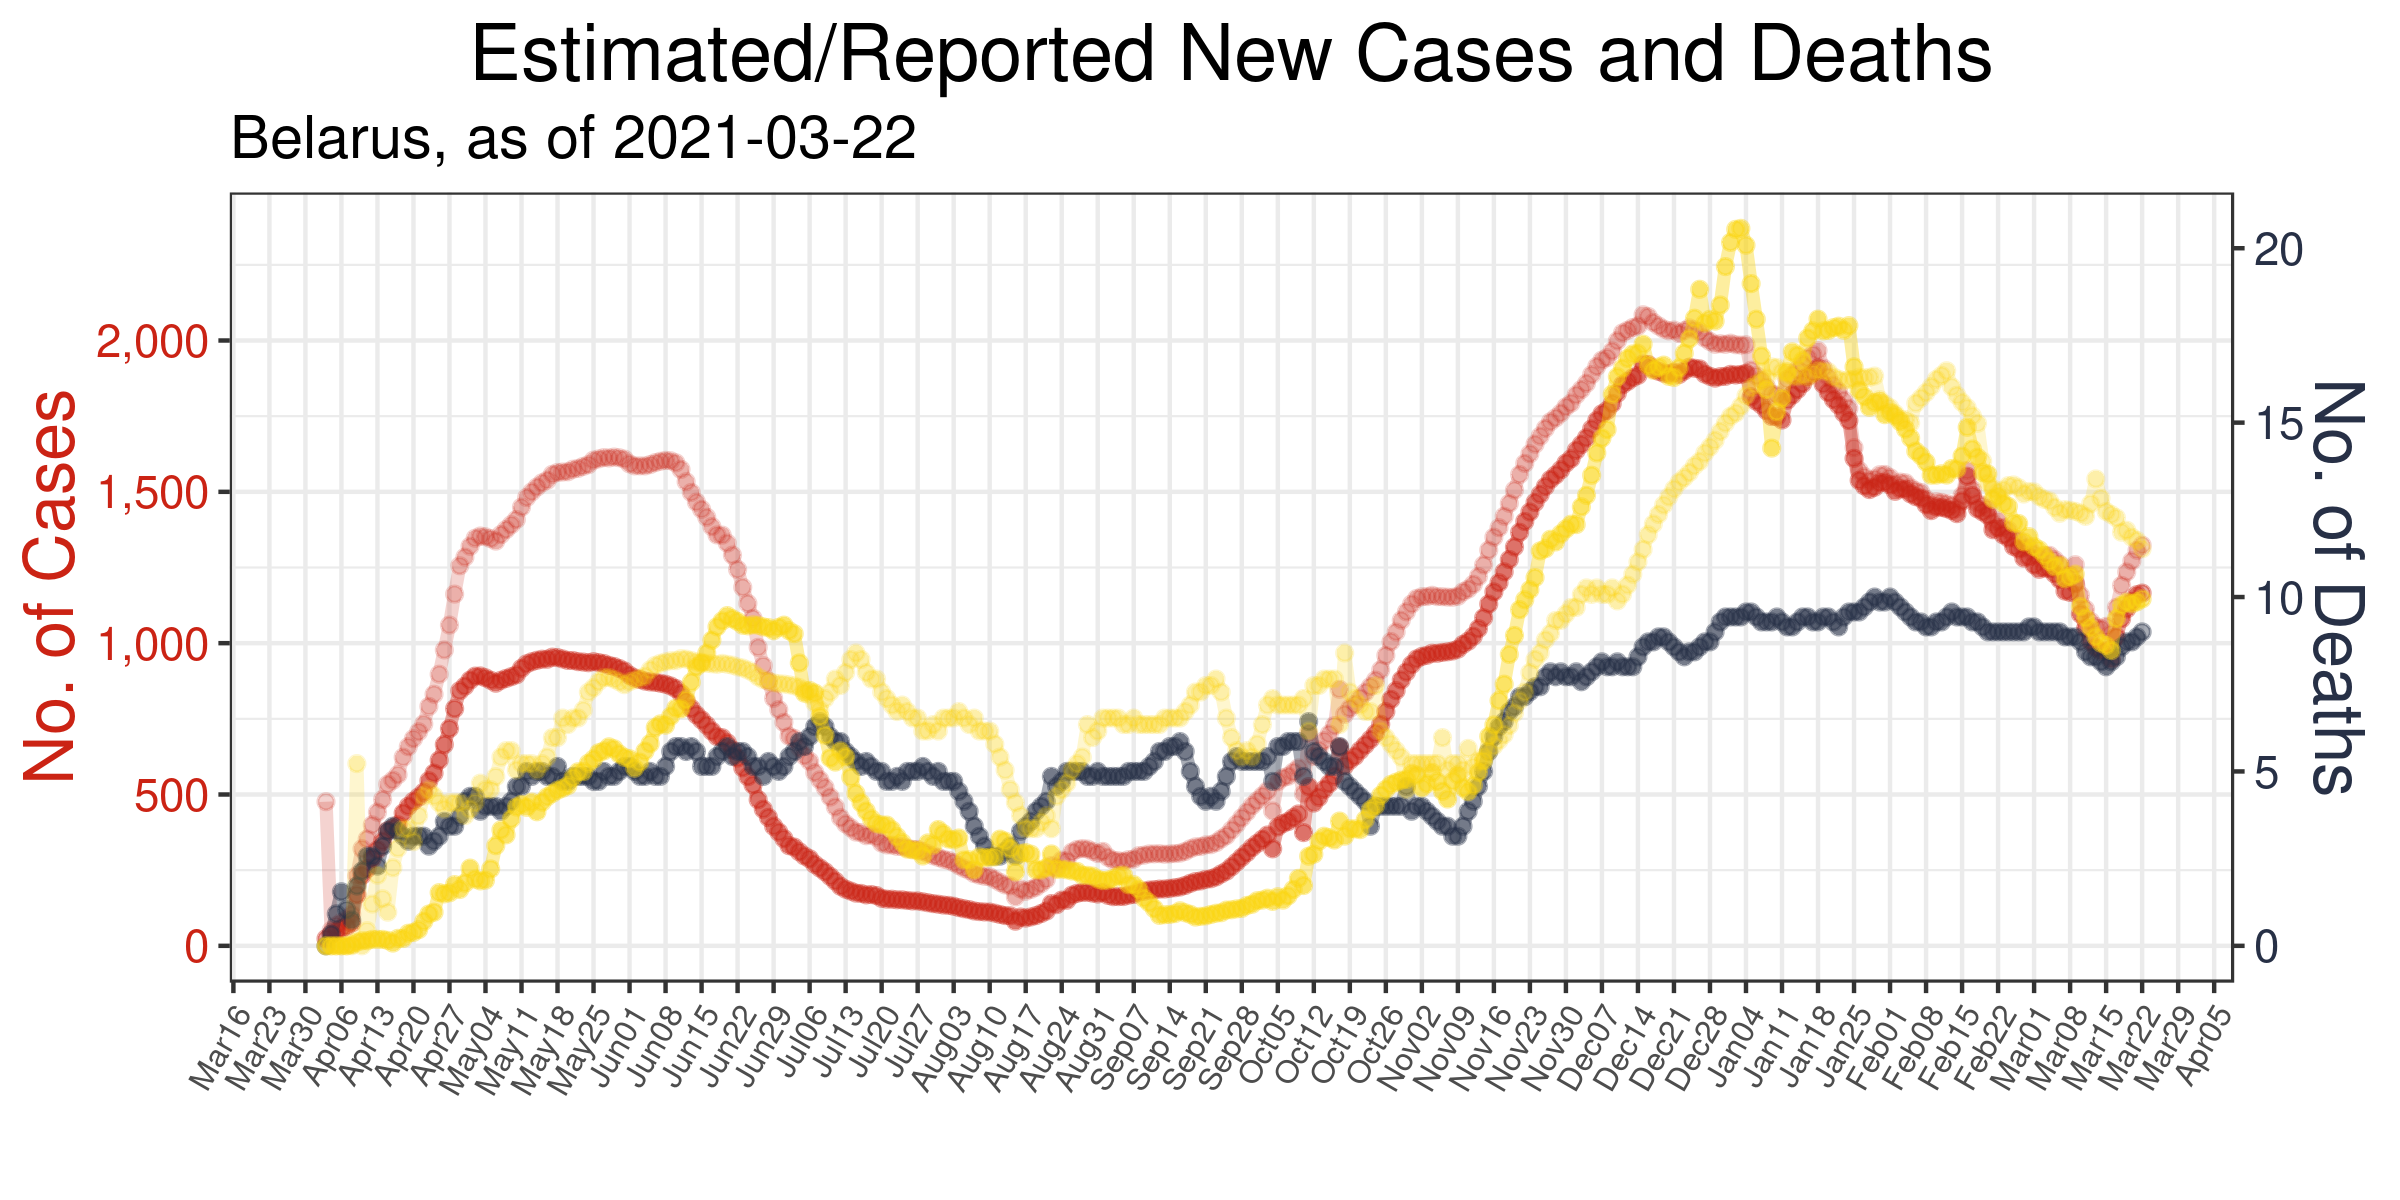 Estimated/Reported New Cases and Deaths
Belarus, as of 2021-03-22
No. of Cases
2,000
1,500
1,000
500
0
No. of Deaths
20
15
10
5
0
Mar16
Mar23
Mar30
Apr06
Apr13
Apr20
Apr27
May04
May11
May18
May25
Jun01
Jun08
Jun15
Jun22
Jun29
Jul06
Jul13
Jul20
Jul27
Aug03
Aug10
Aug17
Aug24
Aug31
Sep07
Sep14
Sep21
Sep28
Oct05
Oct12
Oct19
Oct26
Nov02
Nov09
Nov16
Nov23
Nov30
Dec07
Dec14
Dec21
Dec28
Jan04
Jan11
Jan18
Jan25
Feb01
Feb08
Feb15
Feb22
Mar01
Mar08
Mar15
Mar22
Mar29
Apr05